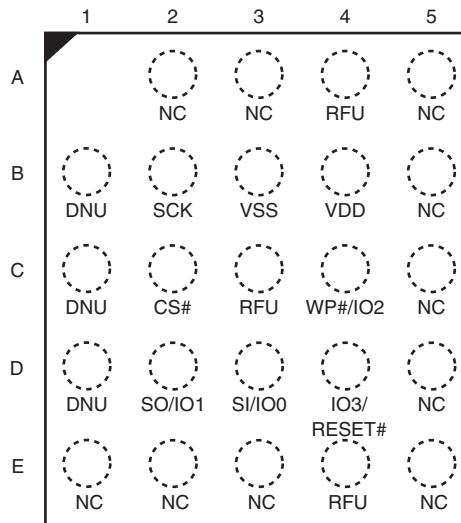 1 2 3 4 5
A
NC NC RFU NC
B
DNU SCK VSS VDD NC
C
DNU CS# RFU WP#/IO2 NC
D
DNU SO/IO1 SI/IO0 IO3/ NC
RESET#
E
NC NC NC RFU NC